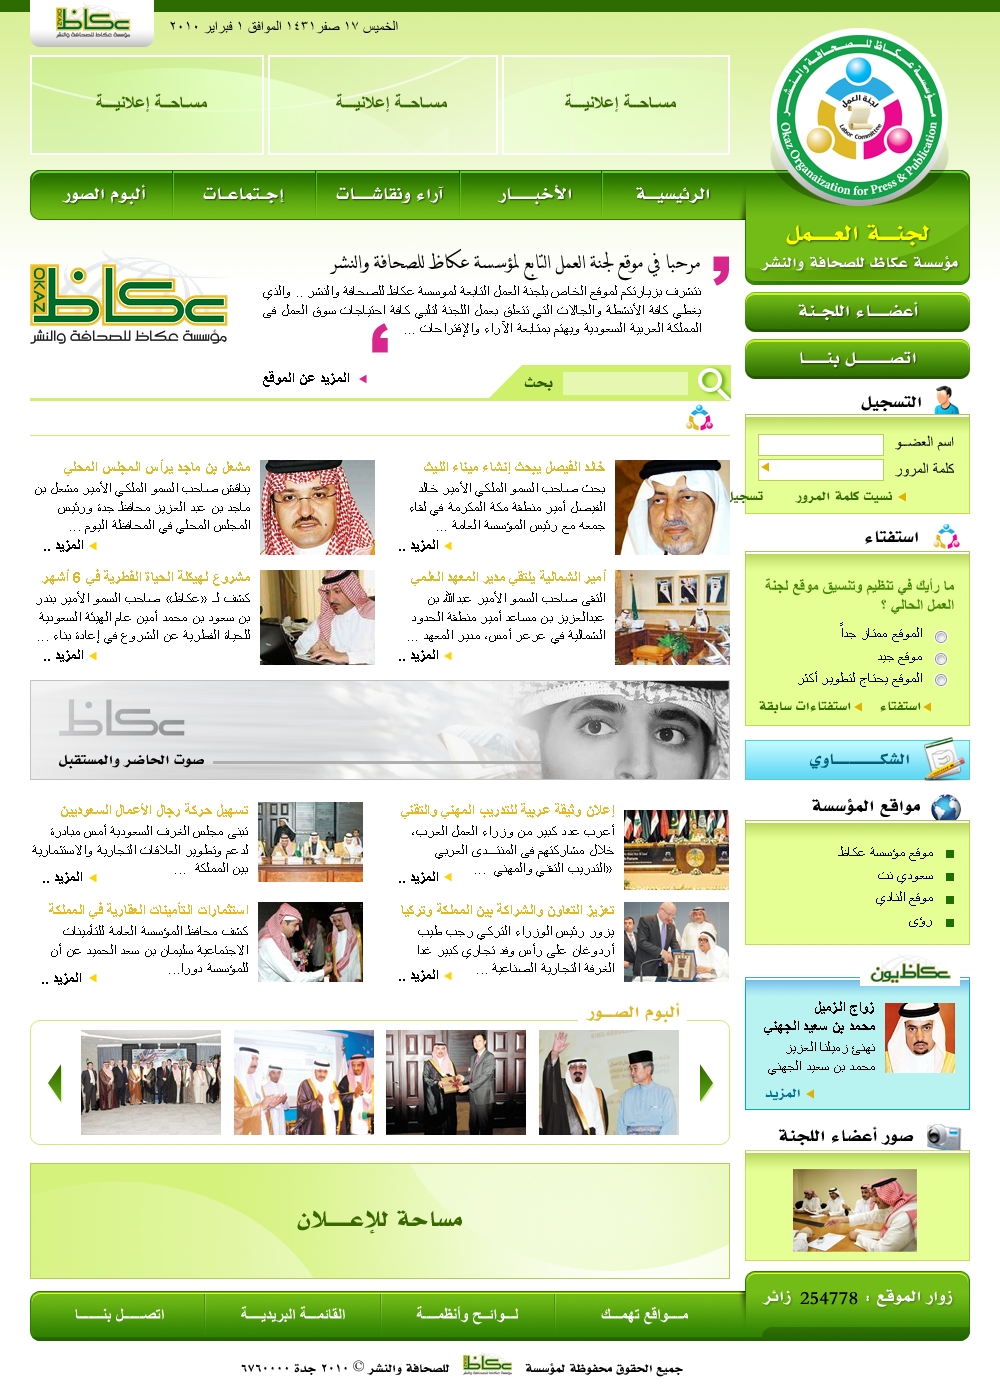 عكاظ
OKAZ
مؤسسة عكاظ للصحافة والنشر
الخميس ١٧ صفر١٤٣١ الموافق ١ فبراير ٢٠١٠
مؤسسة عكاظ للصحافة والنشر
لجنة العمل
Labor Committee
Okaz Organaization for Press & Publication
مساحة إعلانية
مساحة إعلانية
مساحة إعلانية
الرئيسية
الأخبار
آراء ونقاشات
إجتماعات
ألبوم الصور
لجنة العمل
مؤسسة عكاظ للصحافة والنشر
أعضاء اللجنة
اتصل بنا
مرحبا في موقع لجنة العمل التابع لمؤسسة عكاظ للصحافة والنشر
نتشرف بزيارتكم لموقع الخاص بلجنة العمل التابعة لموسسة عكاظ للصحافة والنشر .. والذي
يغطي كافة الأنشطة والجالات التي تتعلق بعمل اللجنة لتلبي كافة احتياجات سوق العمل في
المملكة العربية السعودية ويهتم بمتابعة الآراء والإفتراحات ...
المزيد عن الموقع
عكاظ
OKAZ
مؤسسة عكاظ للصحافة والنشر
بحث
التسجيل
اسم العضو
كلمة المرور
نسيت كلمة المرور
تسجيل
خالد الفيصل يبحث إنشاء ميناء الليث
بحث صاحب السمو الملكي الأمير خالد
الفيصل أمير منطقة مكة المكرمة في لقاء
جمعه مع رئيس المؤسسة العامة ...
المزيد ..
مشعل بن ماجد يرأس المجلس المحلي
يناقش صاحب السمو الملكي الأمير مشعل بن
ماجد بن عبد العزيز محافظ جدة ورئيس
المجلس المحلي في المحافظة اليوم ...
المزيد ..
أمير الشمالية يلتقي مدير المعهد العلمي
التقى صاحب السمو الأمير عبدالله بن
عبدالعزيز بن مساعد أمير منطقة الحدود
الشمالية في عرعر أمس، مدير المعهد ...
المزيد ..
مشروع لهيكلة الحياة الفطرية في 6 أشهر
كشف لـ «عكاظ» صاحب السمو الأمير بندر
بن سعود بن محمد أمين عام الهيئة السعودية
للحياة الفطرية عن الشروع في إعادة بناء ...
المزيد ..
استفتاء
ما رأيك في تنظيم وتنسيق موقع لجنة
العمل الحالي ؟
الموقع ممتاز جداً
موقع جيد
الموقع يحتاج لتطوير أكثر
استفتاء
استفتاءات سابقة
عكاظ
صوت الحاضر والمستقبل
الشكاوي
مواقع المؤسسة
موقع مؤسسة عكاظ
سعودي نت
موقع النادي
رؤى
إعلان وثيقة عربية للتدريب المهني والتقني
أعرب عدد كبير من وزراء العمل العرب،
خلال مشاركتهم في المنتدى العربي
«التدريب التقني والمهني ...
المزيد ..
تسهيل حركة رجال الأعمال السعوديين
تبنى مجلس الغرف السعودية أمس مبادرة
لدعم وتطوير العلاقات التجارية والاستثمارية
بين المملكة ...
المزيد ..
تعزيز التعاون والشراكة بين المملكة وتركيا
يزور رئيس الوزراء التركي رجب طيب
أردوغان على رأس وفد تجاري كبير غدا
الغرفة التجارية الصناعية ...
المزيد ..
استثمارات التأمينات العقارية في المملكة
كشف محافظ المؤسسة العامة للتأمينات
الاجتماعية سليمان بن سعد الحميد عن أن
للمؤسسة دورا...
المزيد ..
عكاظيون
زواج الزميل
محمد بن سعيد الجهني
نهنئ زميلنا العزيز
محمد بن سعيد الجهني
المزيد
ألبوم الصور
صور أعضاء اللجنة
مساحة للإعلان
زوار الموقع : 254778 زائر
مواقع تهمك
لوائح وأنظمة
القائمة البريدية
اتصل بنا
جميع الحقوق محفوظة لمؤسسة عكاظ للصحافة والنشر © ٢٠١٠ جدة ٦٧٦٠٠٠٠